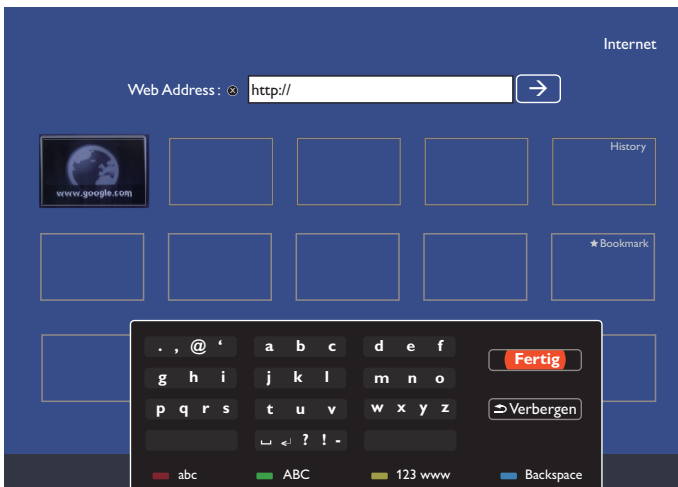 Internet
Web Address : ⊗ http:// →
www.google.com
History
★Bookmark
. , @ ‘ a b c d e f
Fertig
g h i j k l m n o
p q r s t u v w x y z
Verbergen
␣ ↵ ? ! -
abc ABC 123 www Backspace